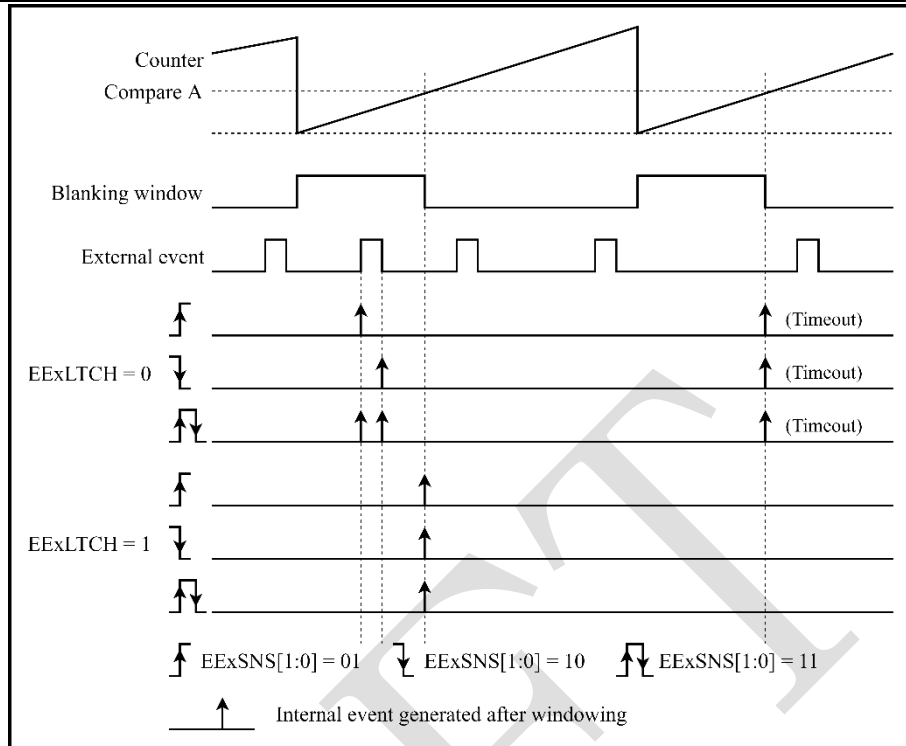 Counter
Compare A
Blanking window
External event
(Timeout)
EExLTCH = 0
(Timeout)
(Timeout)
EExLTCH = 1
EExSNS[1:0] = 01 EExSNS[1:0] = 10 EExSNS[1:0] = 11
Internal event generated after windowing
ET